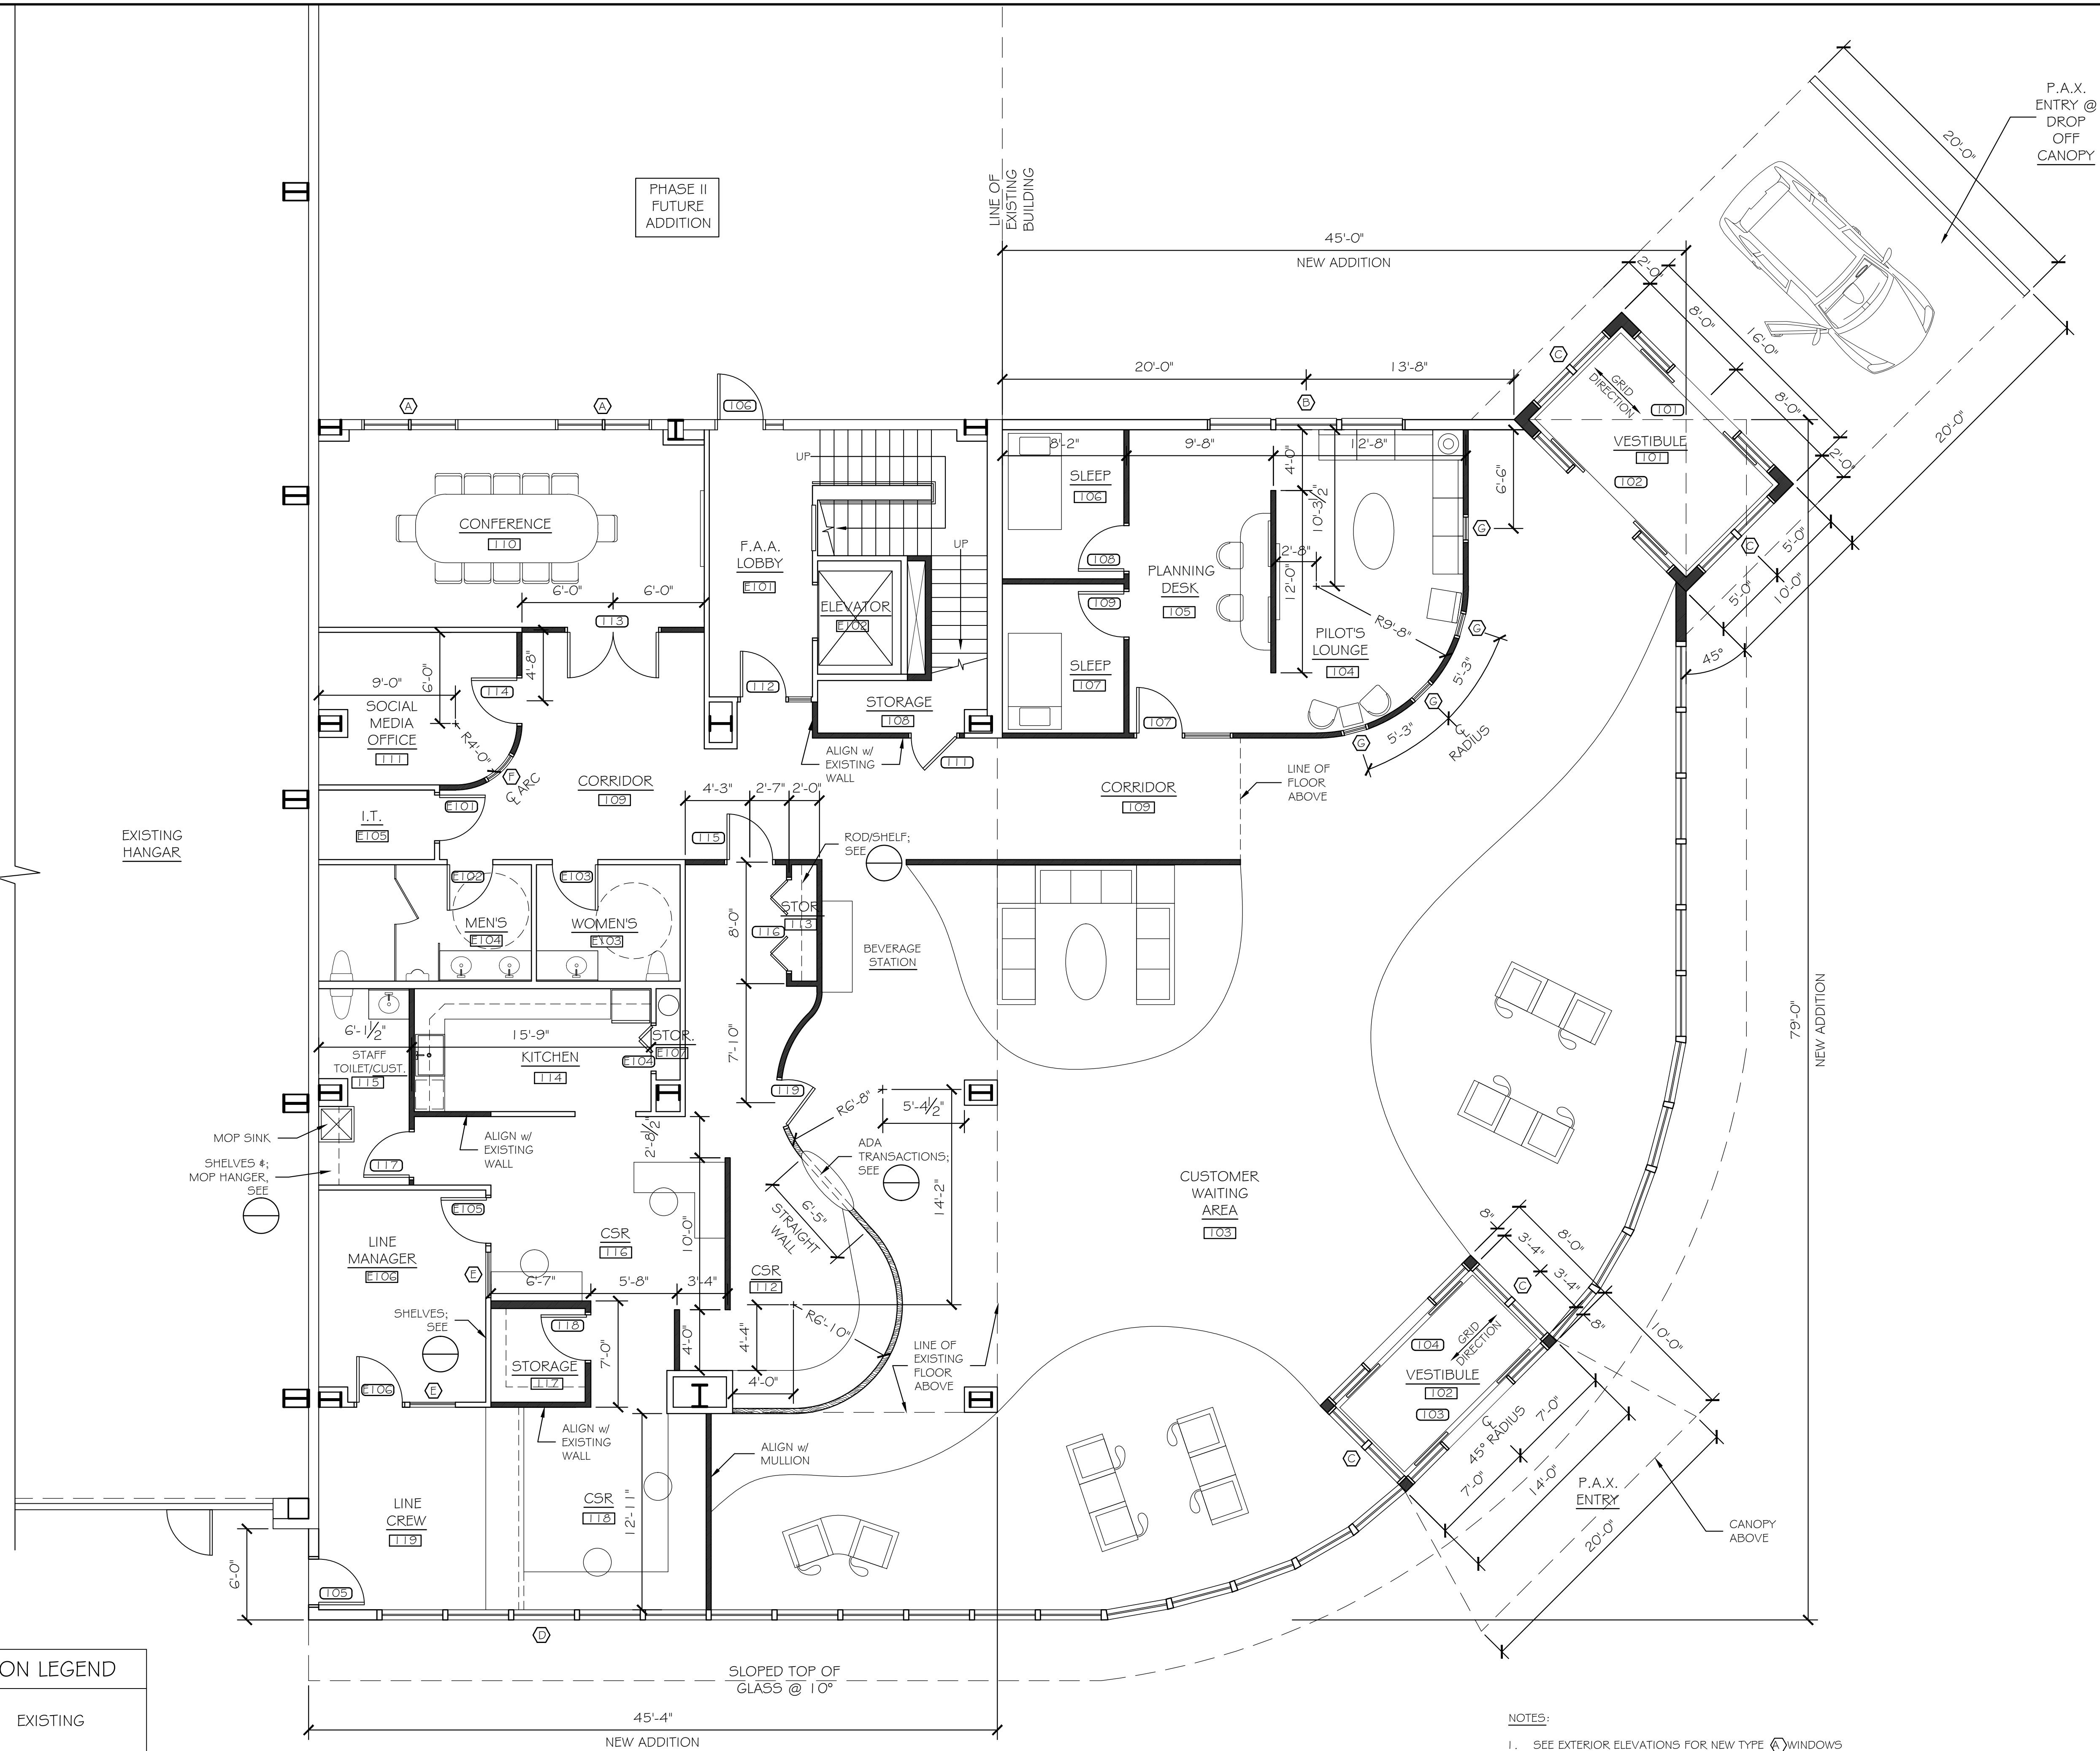 P.A.X.
ENTRY @
DROP
OFF
CANOPY
20'-0"
PHASE II
FUTURE
ADDITION
LINE OF
EXISTING
BUILDING
45'-0"
NEW ADDITION
2'-0"
8'-0"
16'-0"
8'-0"
2'-0"
20'-0"
20'-0"
13'-8"
B
C
GRID
DIRECTION
101
VESTIBULE
101
102
C
5'-0"
5'-0"
10'-0"
45°
A
A
106
UP
UP
8'-2"
9'-8"
12'-8"
4'-0"
10'-3 1/2"
6'-6"
SLEEP
106
108
CONFERENCE
110
F.A.A.
LOBBY
E101
ELEVATOR
E102
PLANNING
DESK
105
2'-8"
12'-0"
G
R9'-8"
G
PILOT'S
LOUNGE
104
5'-3"
G
5'-3"
G
℄
RADIUS
109
SLEEP
107
107
6'-0"
6'-0"
113
4'-8"
6'-0"
9'-0"
114
SOCIAL
MEDIA
OFFICE
111
R4'-0"
F
℄ ARC
112
STORAGE
108
111
ALIGN w/
EXISTING
WALL
CORRIDOR
109
CORRIDOR
109
LINE OF
FLOOR
ABOVE
4'-3"
2'-7"
2'-0"
E101
I.T.
E105
115
ROD/SHELF;
SEE
EXISTING
HANGAR
E102
E103
MEN'S
E104
WOMEN'S
E103
8'-0"
116
STOR.
113
BEVERAGE
STATION
6'-1 1/2"
15'-9"
STAFF
TOILET/CUST.
115
KITCHEN
114
E104
STOR.
E107
7'-10"
119
R6'-8"
5'-4 1/2"
79'-0"
NEW ADDITION
MOP SINK
SHELVES &;
MOP HANGER,
SEE
117
ALIGN w/
EXISTING
WALL
2'-8 1/2"
ADA
TRANSACTIONS;
SEE
6'-5"
STRAIGHT
WALL
14'-2"
CUSTOMER
WAITING
AREA
103
E105
LINE
MANAGER
E106
E
CSR
116
10'-0"
6'-7"
5'-8"
3'-4"
CSR
112
R6'-10"
SHELVES;
SEE
118
STORAGE
117
7'-0"
4'-0"
4'-4"
4'-0"
LINE OF
EXISTING
FLOOR
ABOVE
E106
E
8"
8'-0"
3'-4"
3'-4"
8"
C
10'-0"
104
GRID
DIRECTION
VESTIBULE
102
103
C
℄
45° RADIUS
7'-0"
7'-0"
14'-0"
P.A.X.
ENTRY
20'-0"
CANOPY
ABOVE
ALIGN w/
EXISTING
WALL
ALIGN w/
MULLION
LINE
CREW
119
CSR
118
12'-11"
6'-0"
105
D
SLOPED TOP OF
GLASS @ 10°
45'-4"
NEW ADDITION
ON LEGEND
EXISTING
NOTES:
1. SEE EXTERIOR ELEVATIONS FOR NEW TYPE A WINDOWS